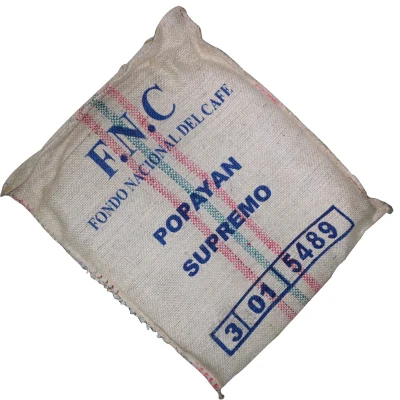 F.N.C
FONDO NACIONAL DEL CAFE
POPAYAN
SUPREMO
3 01 5489